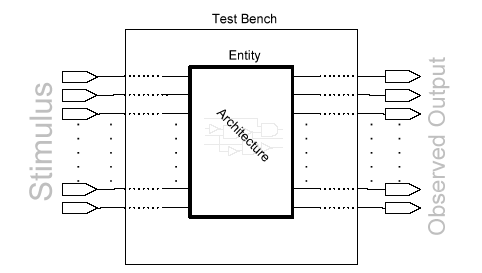 Test Bench
Entity
Stimulus
Architecture
Observed Output